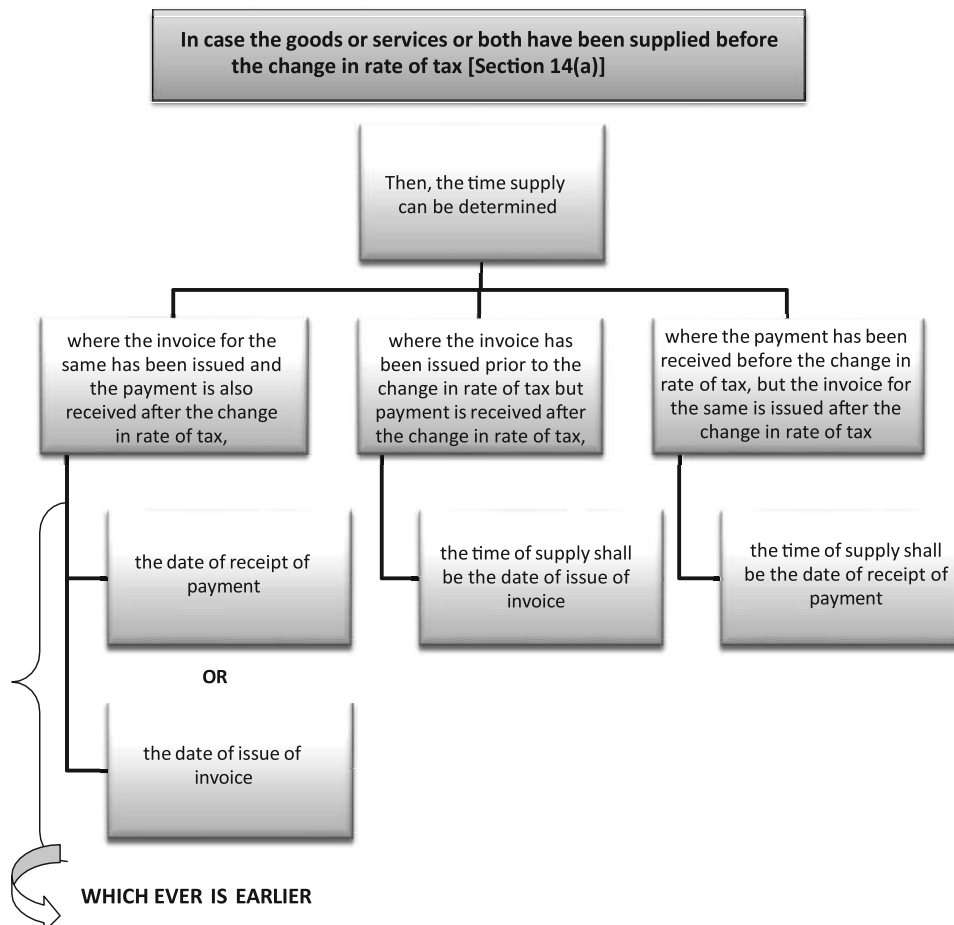 In case the goods or services or both have been supplied before
the change in rate of tax [Section 14(a)]
Then, the time supply
can be determined
where the invoice for the
same has been issued and
the payment is also
received after the change
in rate of tax,
where the invoice has
been issued prior to the
change in rate of tax but
payment is received after
the change in rate of tax,
where the payment has been
received before the change in
rate of tax, but the invoice for
the same is issued after the
change in rate of tax
the date of receipt of
payment
OR
the date of issue of
invoice
WHICH EVER IS EARLIER
the time of supply shall
be the date of issue of
invoice
the time of supply shall
be the date of receipt of
payment